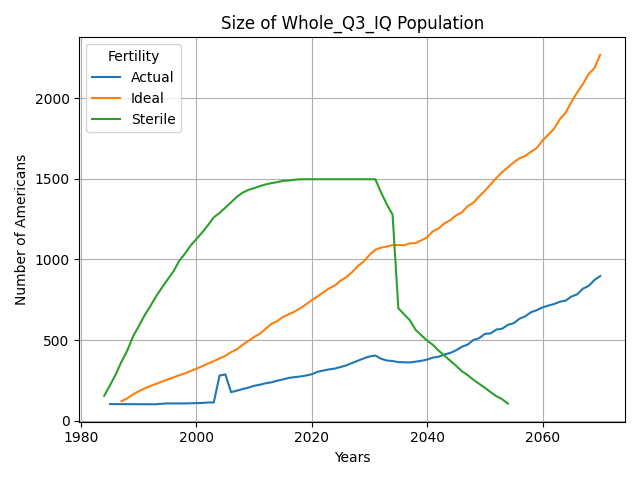 Size of Whole_Q3_IQ Population
Fertility
Actual
Ideal
Sterile
Number of Americans
2000
1500
1000
500
0
1980
2000
2020
2040
2060
Years